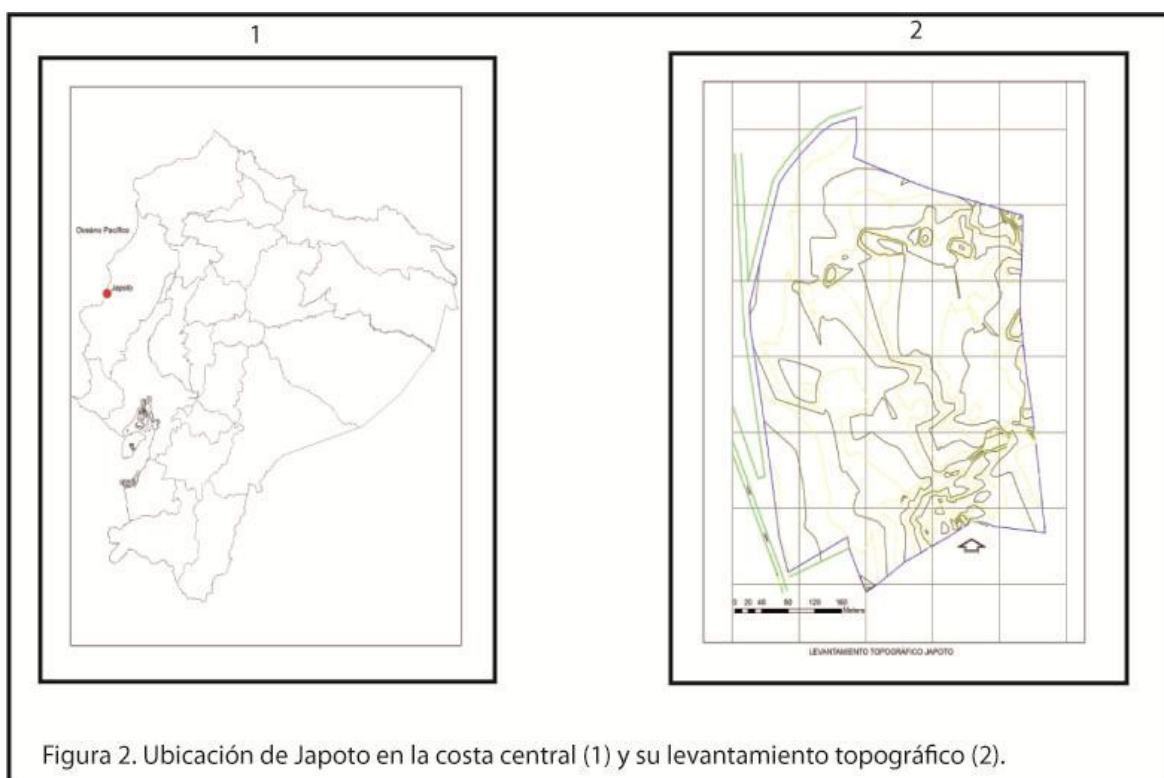 1
2
Océano Pacífico
Japoto
0 20 40 80 120 160
Meters
LEVANTAMIENTO TOPOGRÁFICO JAPOTO
Figura 2. Ubicación de Japoto en la costa central (1) y su levantamiento topográfico (2).